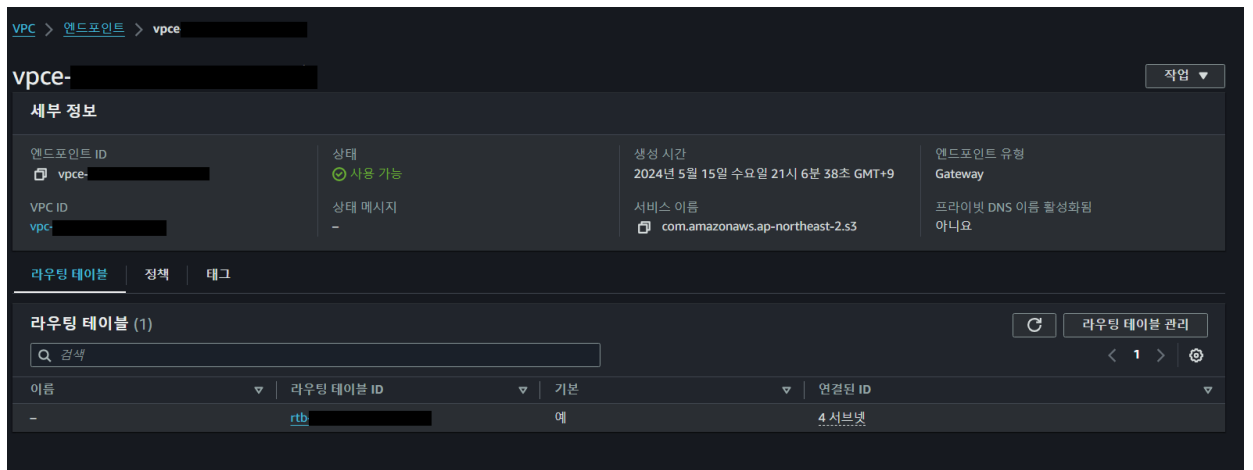 VPC > 엔드포인트 > vpce
vpce-
작업 ▼
세부 정보
엔드포인트 ID
vpce-
상태
사용 가능
생성 시간
2024년 5월 15일 수요일 21시 6분 38초 GMT+9
엔드포인트 유형
Gateway
VPC ID
vpc-
상태 메시지
–
서비스 이름
com.amazonaws.ap-northeast-2.s3
프라이빗 DNS 이름 활성화됨
아니요
라우팅 테이블 정책 태그
라우팅 테이블 (1)
라우팅 테이블 관리
검색
< 1 >
이름 라우팅 테이블 ID 기본 연결된 ID
– rtb 예 4 서브넷